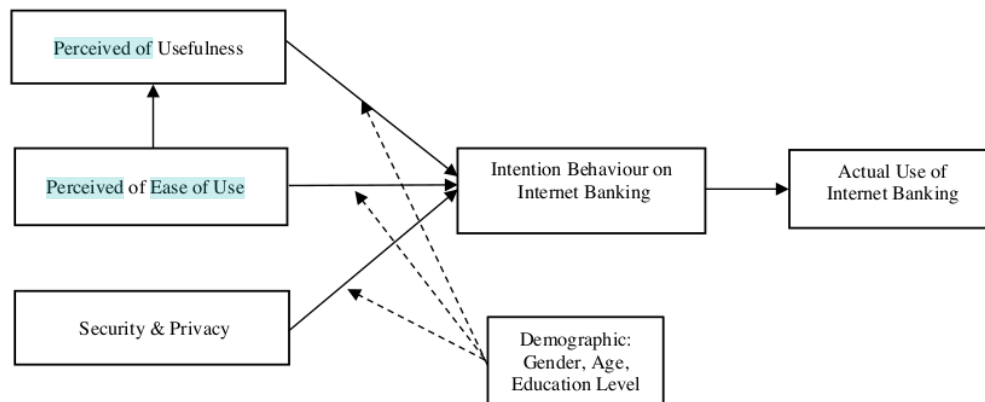 Perceived of Usefulness
Perceived of Ease of Use
Intention Behaviour on
Internet Banking
Actual Use of
Internet Banking
Security & Privacy
Demographic:
Gender, Age,
Education Level